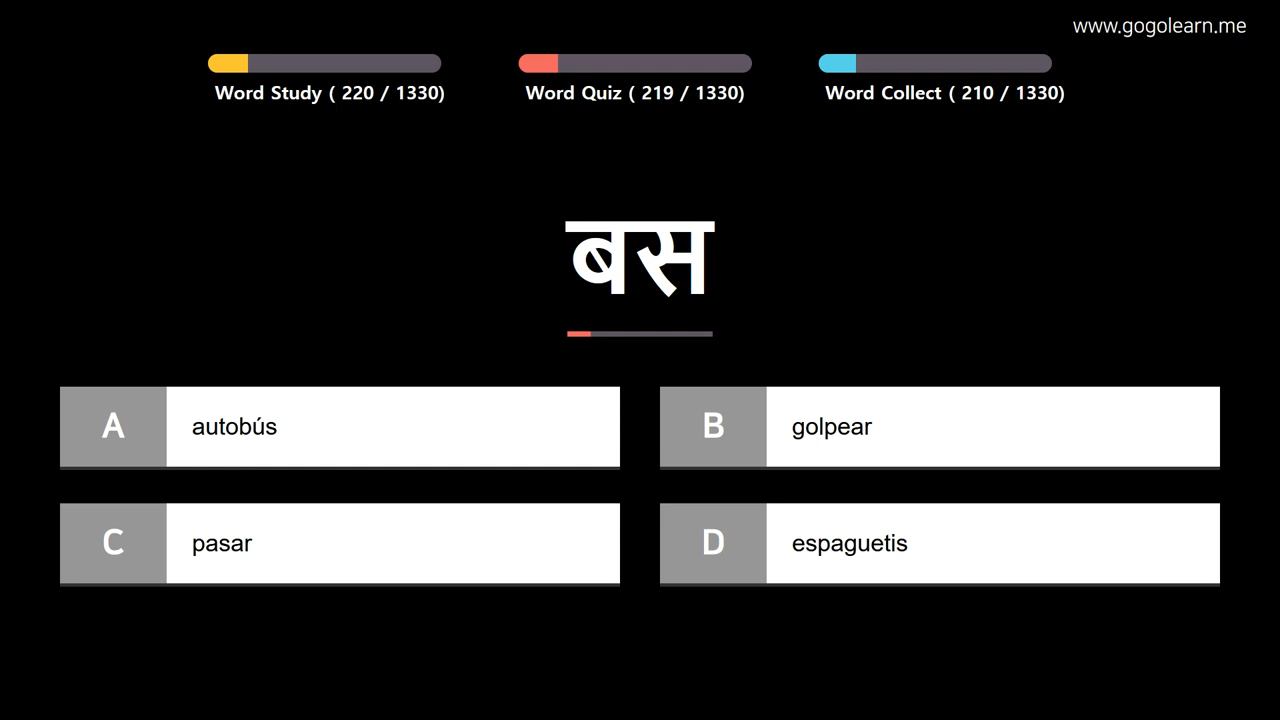 www.gogolearn.me
Word Study ( 220 / 1330)
Word Quiz ( 219 / 1330)
Word Collect ( 210 / 1330)
बस
A autobús
B golpear
C pasar
D espaguetis